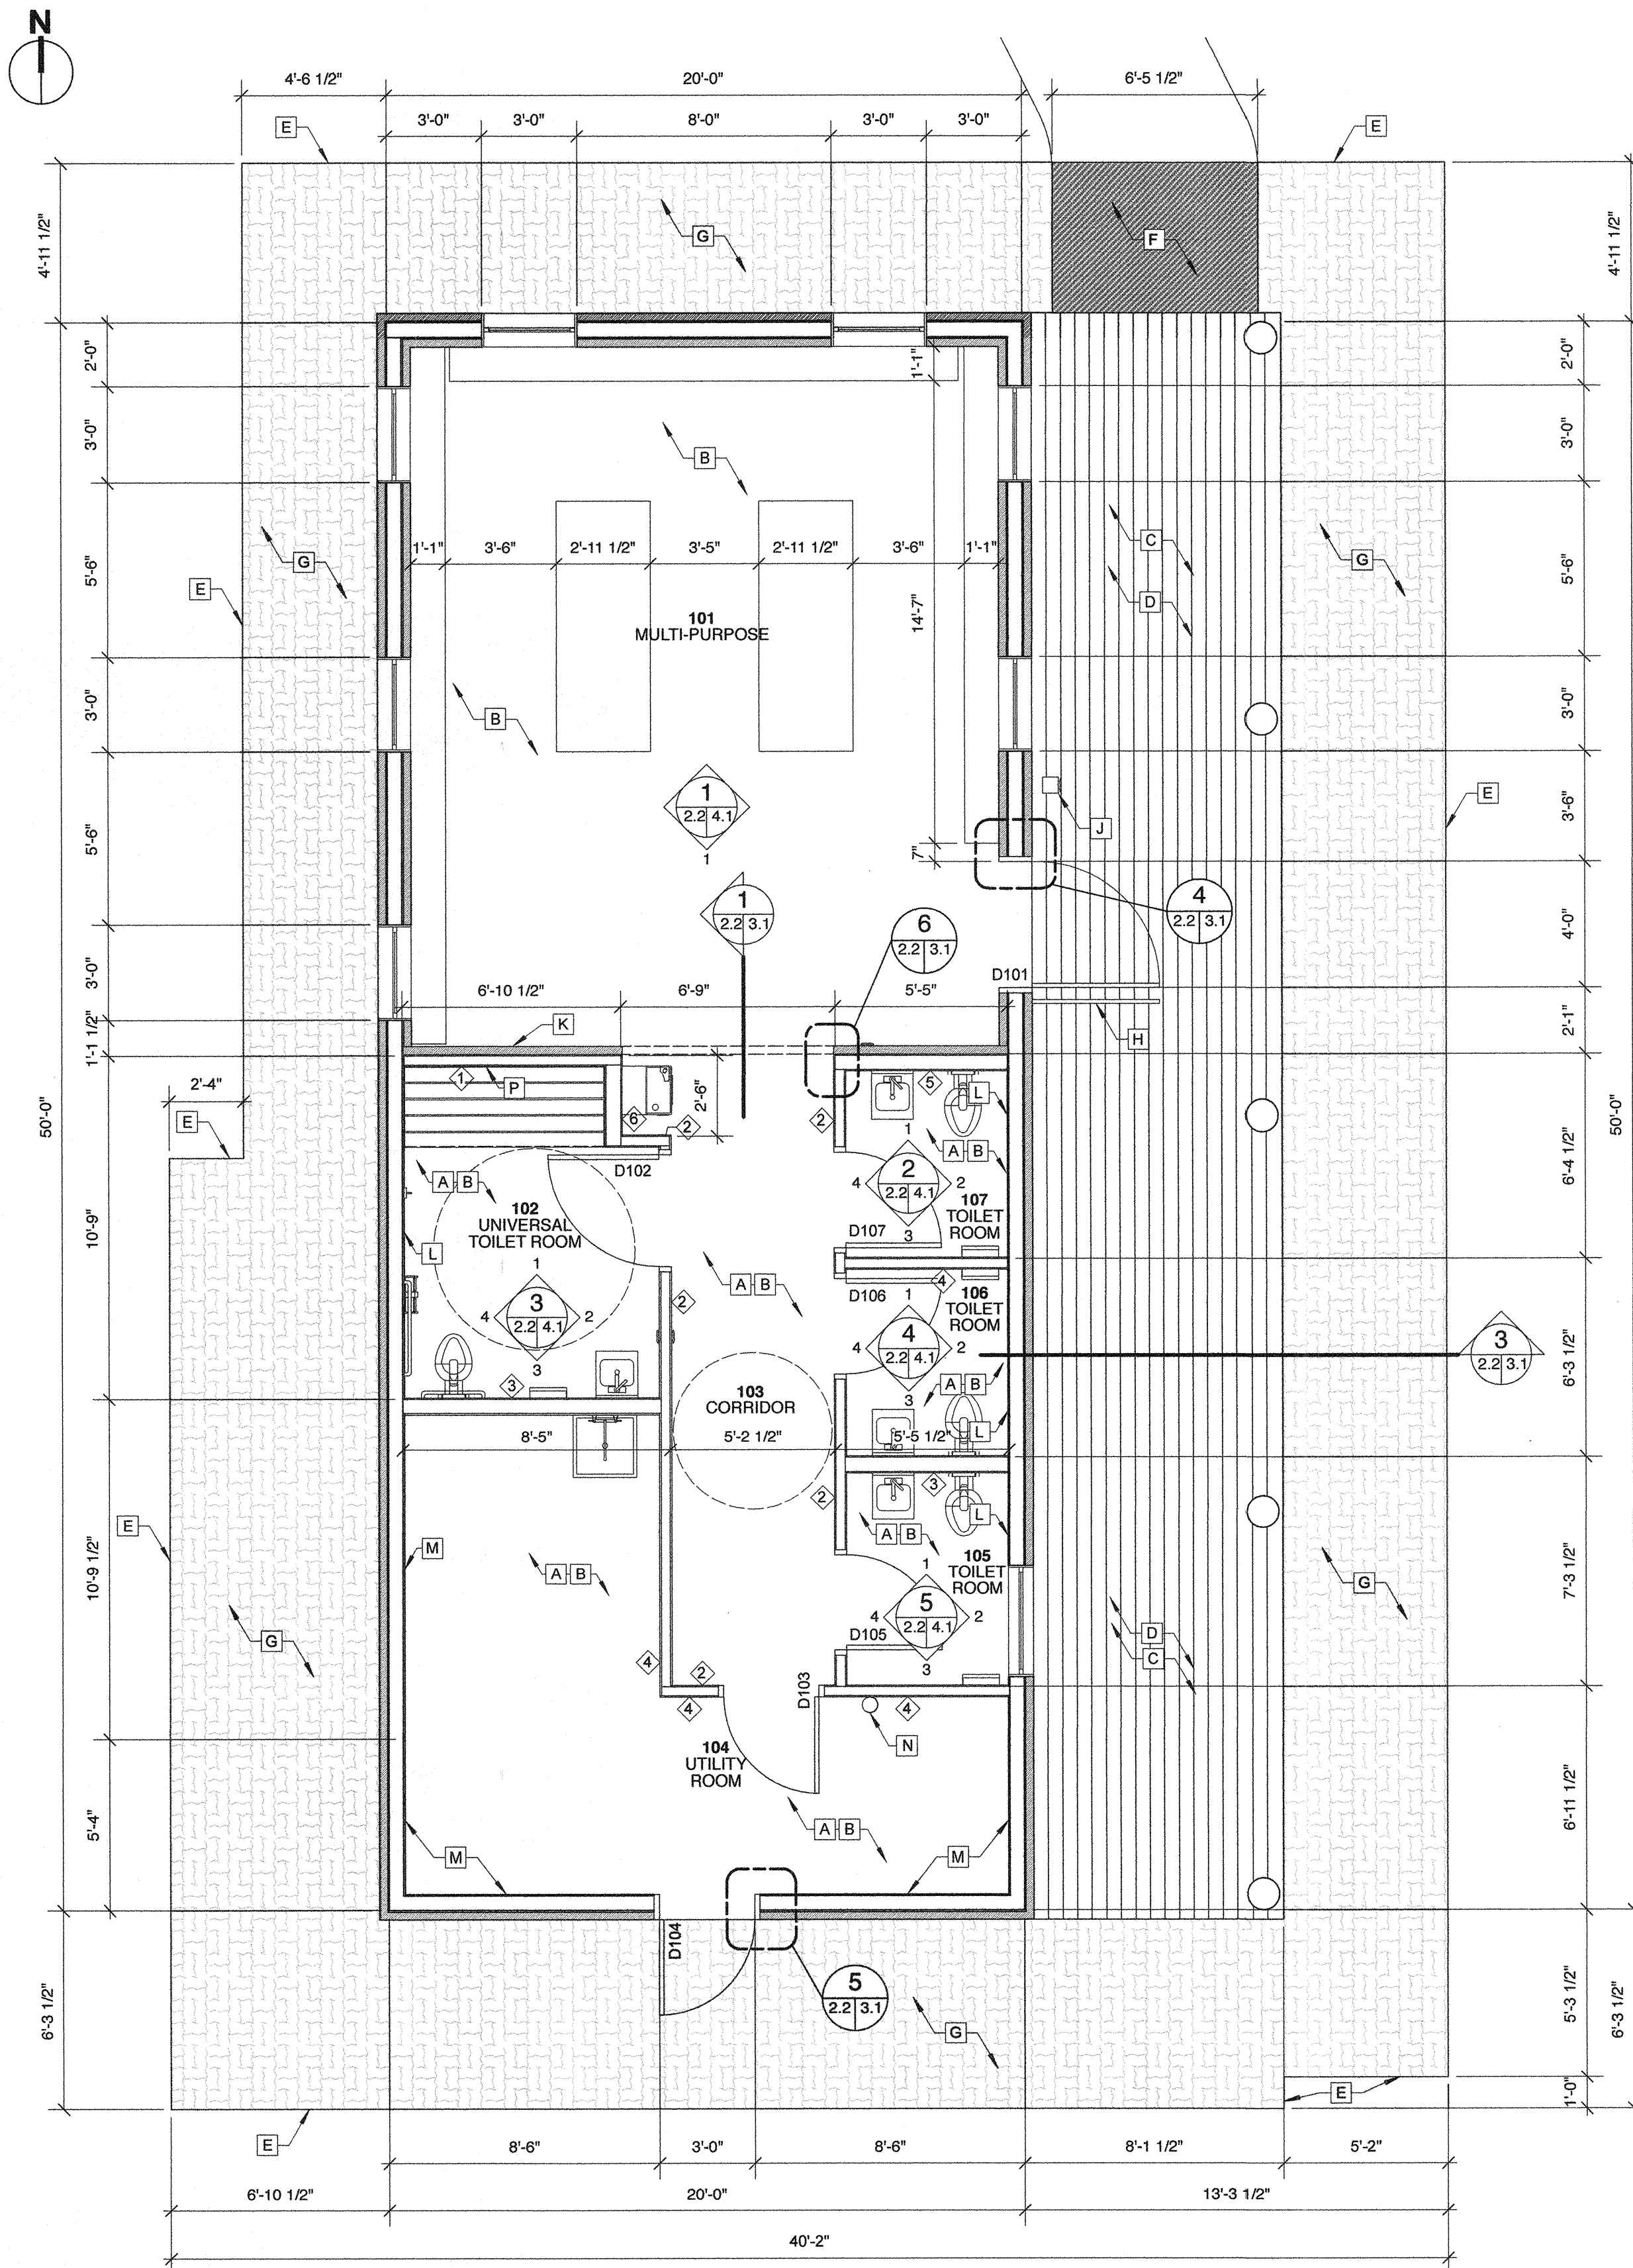 N
4'-6 1/2"
20'-0"
6'-5 1/2"
3'-0"
3'-0"
8'-0"
3'-0"
3'-0"
E
E
4'-11 1/2"
4'-11 1/2"
G
F
2'-0"
1'-1"
2'-0"
3'-0"
B
3'-0"
1'-1"
3'-6"
2'-11 1/2"
3'-5"
2'-11 1/2"
3'-6"
1'-1"
C
G
G
5'-6"
5'-6"
E
D
14'-7"
101
MULTI-PURPOSE
3'-0"
B
3'-0"
1
2.2 4.1
1
J
E
3'-6"
5'-6"
7"
1
2.2 3.1
6
2.2 3.1
4
2.2 3.1
4'-0"
3'-0"
D101
6'-10 1/2"
6'-9"
5'-5"
K
H
2'-1"
1'-1 1/2"
2'-4"
1
P
2'-6"
5
L
50'-0"
50'-0"
E
6
2
2
1
A B
D102
A B
2
2.2 4.1
4
2
3
6'-4 1/2"
102
UNIVERSAL
TOILET ROOM
107
TOILET
ROOM
10'-9"
L
D107
1
A B
4
D106
1
106
TOILET
ROOM
2
3
2.2 4.1
4
2
3
4
2.2 4.1
4
2
3
3
2.2 3.1
6'-3 1/2"
3
103
CORRIDOR
A B
L
8'-5"
5'-2 1/2"
5'-5 1/2"
2
3
L
E
M
A B
A B
105
TOILET
ROOM
10'-9 1/2"
7'-3 1/2"
G
G
1
5
2.2 4.1
4
2
3
D105
D
C
4
2
D103
4
4
N
104
UTILITY
ROOM
5'-4"
A B
6'-11 1/2"
M
M
D104
5
2.2 3.1
G
6'-3 1/2"
5'-3 1/2"
6'-3 1/2"
E
1'-0"
E
8'-6"
3'-0"
8'-6"
8'-1 1/2"
5'-2"
6'-10 1/2"
20'-0"
13'-3 1/2"
40'-2"